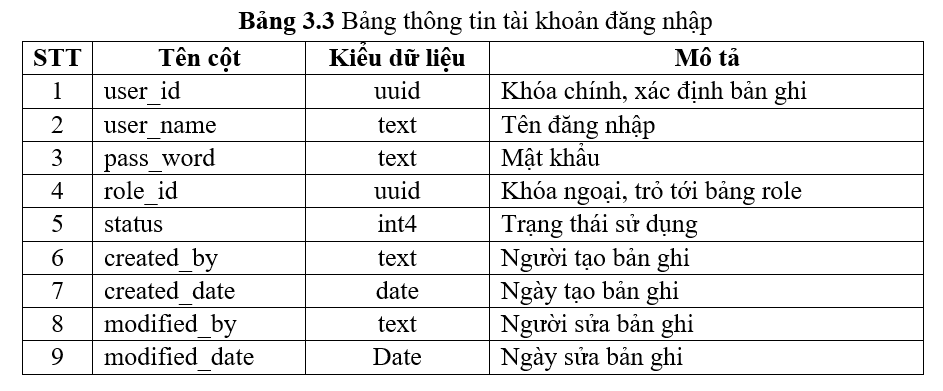 Bảng 3.3 Bảng thông tin tài khoản đăng nhập
STT Tên cột Kiểu dữ liệu Mô tả
1 user_id uuid Khóa chính, xác định bản ghi
2 user_name text Tên đăng nhập
3 pass_word text Mật khẩu
4 role_id uuid Khóa ngoại, trỏ tới bảng role
5 status int4 Trạng thái sử dụng
6 created_by text Người tạo bản ghi
7 created_date date Ngày tạo bản ghi
8 modified_by text Người sửa bản ghi
9 modified_date Date Ngày sửa bản ghi